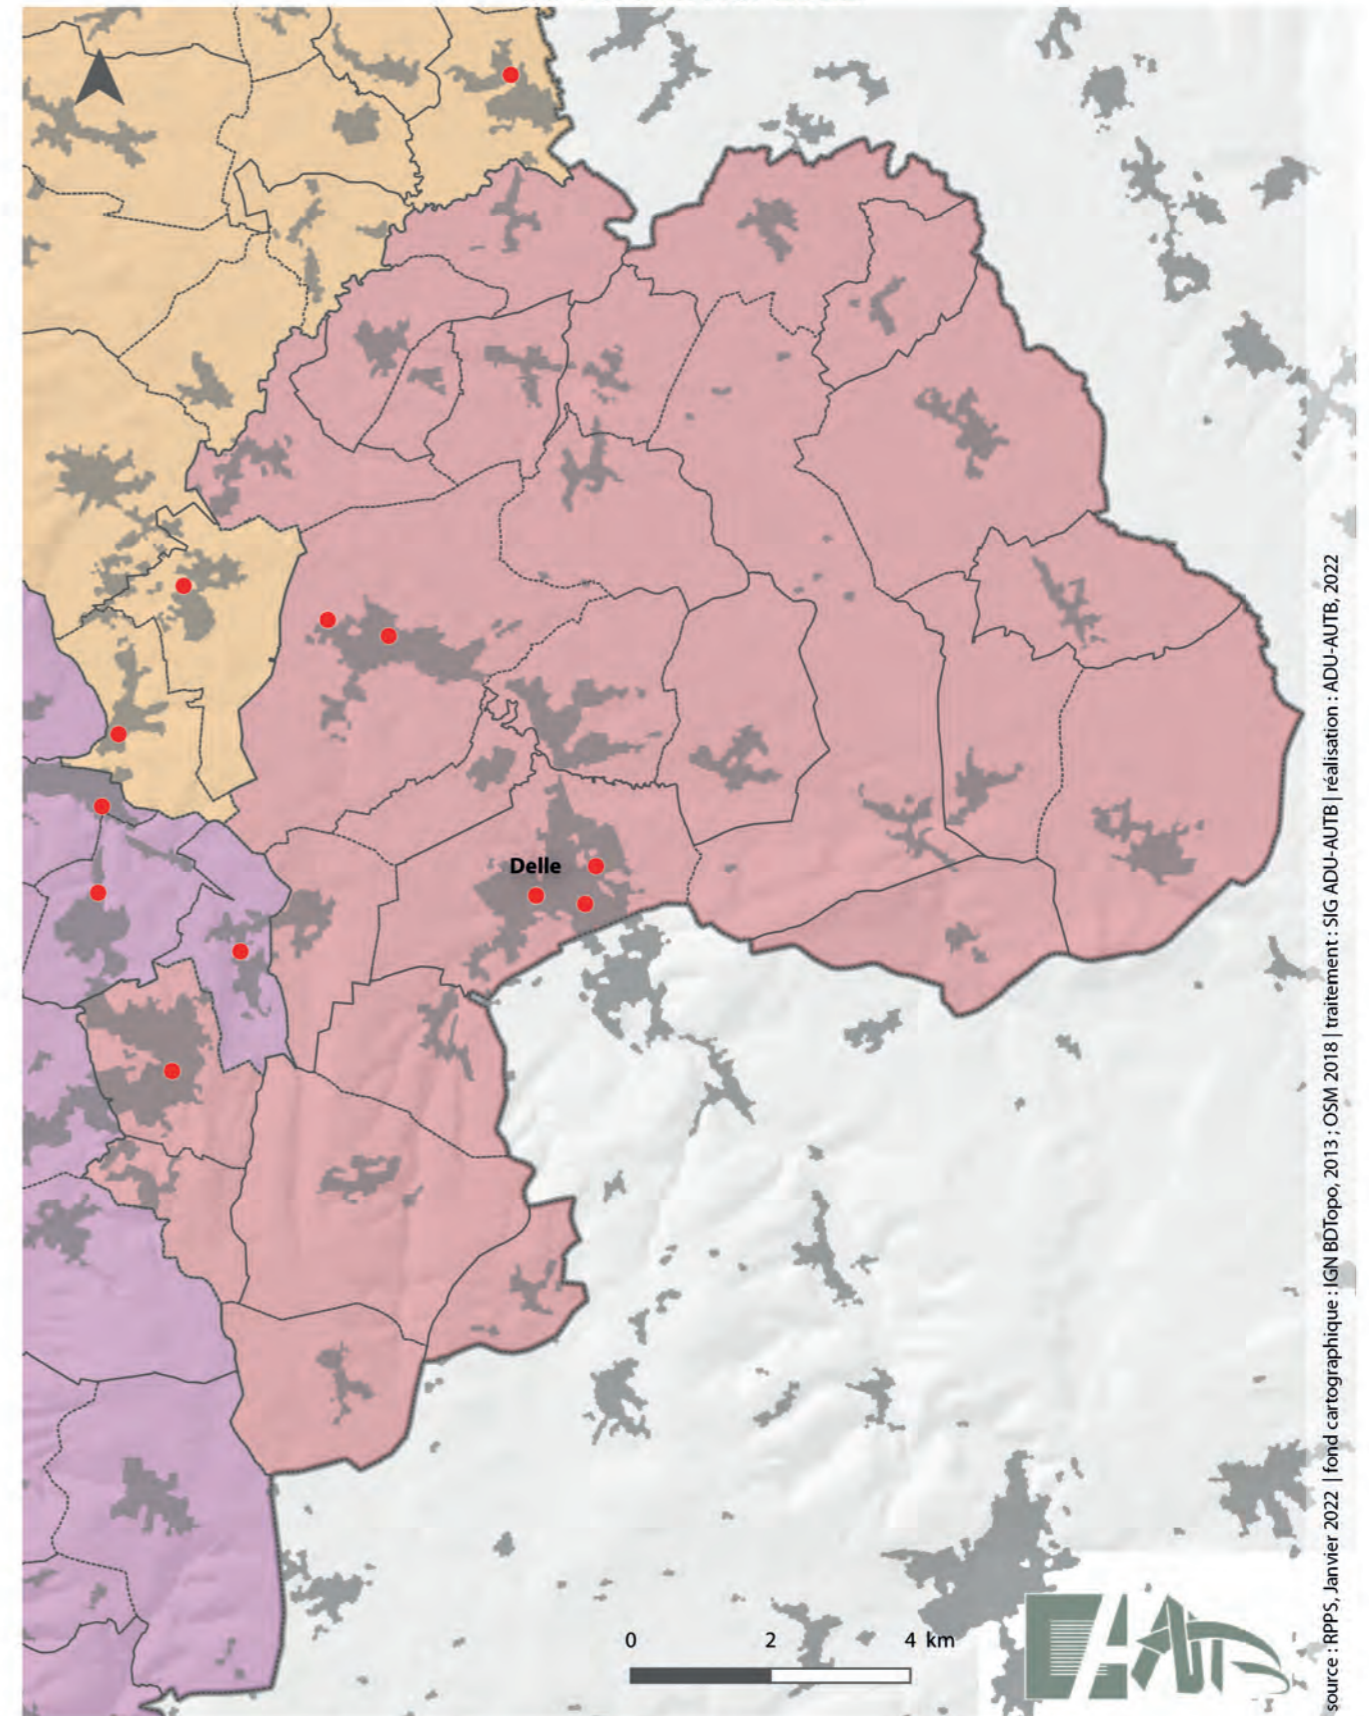 Delle
0 2 4 km
source : RPPS, Janvier 2022 | fond cartographique : IGN BDTopo, 2013 ; OSM 2018 | traitement : SIG ADU-AUTB | réalisation : ADU-AUTB, 2022